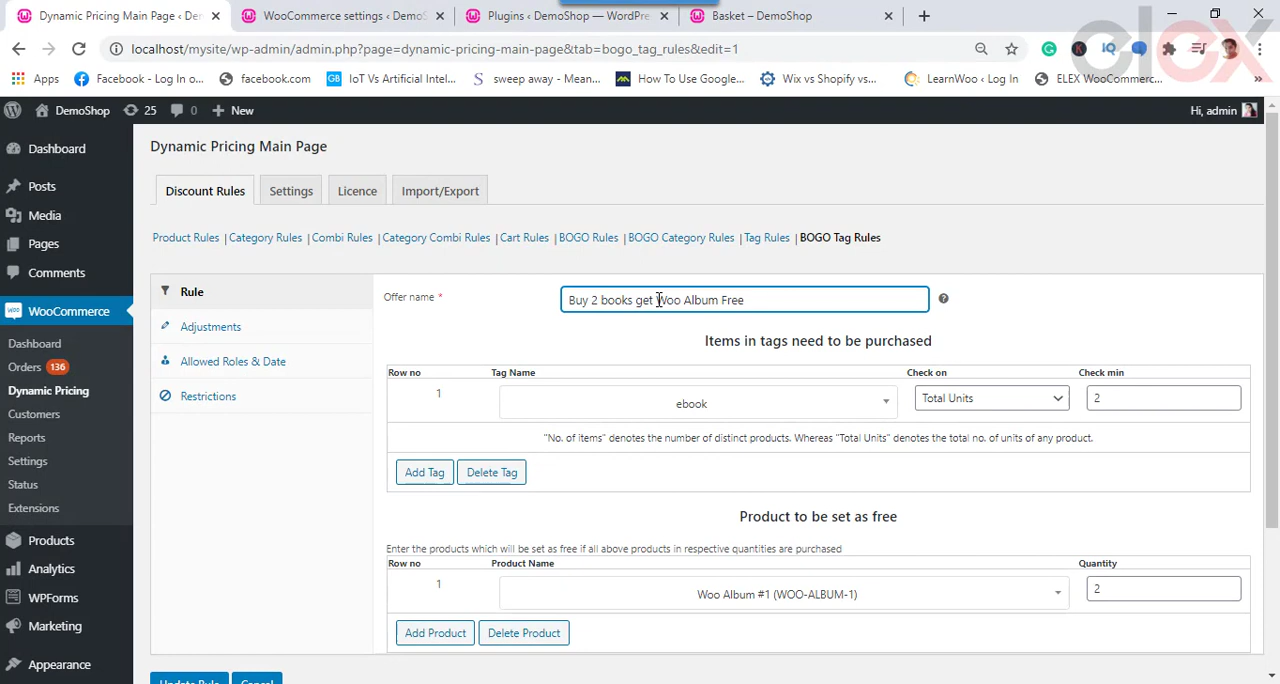 Dynamic Pricing Main Page ‹ De
WooCommerce settings ‹ DemoS
Plugins ‹ DemoShop — WordPre
Basket – DemoShop
localhost/mysite/wp-admin/admin.php?page=dynamic-pricing-main-page&tab=bogo_tag_rules&edit=1
elex
Apps
Facebook - Log In o...
facebook.com
IoT Vs Artificial Intel...
sweep away - Mean...
How To Use Google...
Wix vs Shopify vs...
LearnWoo ‹ Log In
ELEX WooCommerc...
DemoShop
25
0
New
Hi, admin
Dashboard
Posts
Media
Pages
Comments
WooCommerce
Dashboard
Orders 136
Dynamic Pricing
Customers
Reports
Settings
Status
Extensions
Products
Analytics
WPForms
Marketing
Appearance
Dynamic Pricing Main Page
Discount Rules
Settings
Licence
Import/Export
Product Rules | Category Rules | Combi Rules | Category Combi Rules | Cart Rules | BOGO Rules | BOGO Category Rules | Tag Rules | BOGO Tag Rules
Rule
Adjustments
Allowed Roles & Date
Restrictions
Offer name *
Buy 2 books get Woo Album Free
Items in tags need to be purchased
Row no Tag Name Check on Check min
1 ebook Total Units 2
"No. of items" denotes the number of distinct products. Whereas "Total Units" denotes the total no. of units of any product.
Add Tag
Delete Tag
Product to be set as free
Enter the products which will be set as free if all above products in respective quantities are purchased
Row no Product Name Quantity
1 Woo Album #1 (WOO-ALBUM-1) 2
Add Product
Delete Product
Update Rule
Cancel